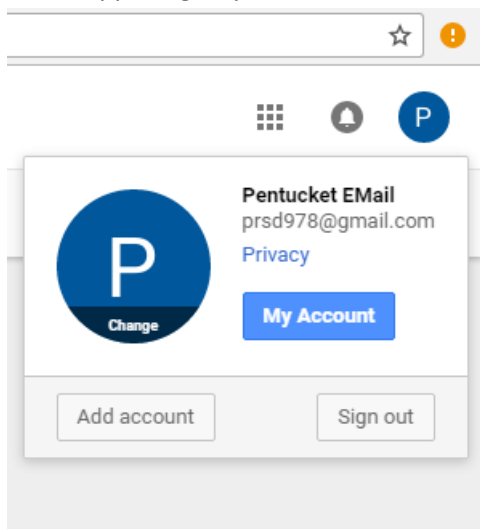 P
Pentucket EMail
prsd978@gmail.com
Privacy
P
Change
My Account
Add account
Sign out